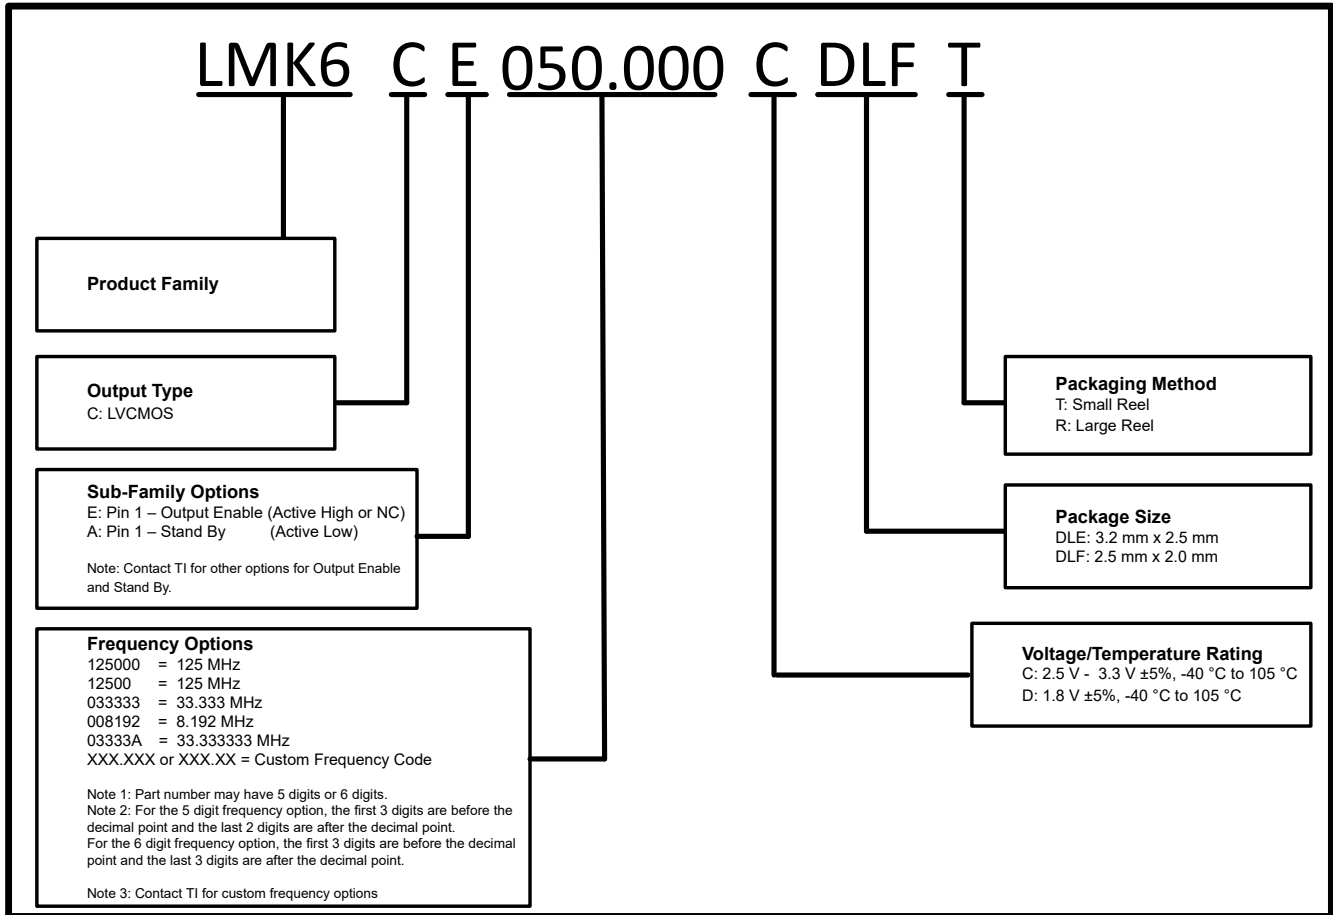 LMK6 C E 050.000 C DLF T
Product Family
Output Type
C: LVCMOS
Sub-Family Options
E: Pin 1 – Output Enable (Active High or NC)
A: Pin 1 – Stand By (Active Low)
Note: Contact TI for other options for Output Enable
and Stand By.
Frequency Options
125000 = 125 MHz
12500 = 125 MHz
033333 = 33.333 MHz
008192 = 8.192 MHz
03333A = 33.333333 MHz
XXX.XXX or XXX.XX = Custom Frequency Code
Note 1: Part number may have 5 digits or 6 digits.
Note 2: For the 5 digit frequency option, the first 3 digits are before the
decimal point and the last 2 digits are after the decimal point.
For the 6 digit frequency option, the first 3 digits are before the decimal
point and the last 3 digits are after the decimal point.
Note 3: Contact TI for custom frequency options
Packaging Method
T: Small Reel
R: Large Reel
Package Size
DLE: 3.2 mm x 2.5 mm
DLF: 2.5 mm x 2.0 mm
Voltage/Temperature Rating
C: 2.5 V - 3.3 V ±5%, -40 °C to 105 °C
D: 1.8 V ±5%, -40 °C to 105 °C